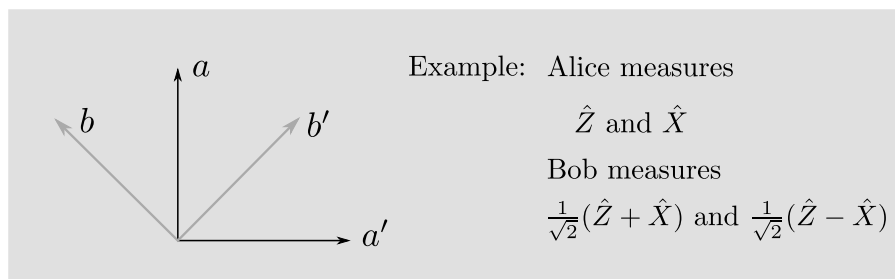 a
b
b′
a′
Example: Alice measures
Ẑ and X̂
Bob measures
1/√2(Ẑ + X̂) and 1/√2(Ẑ − X̂)